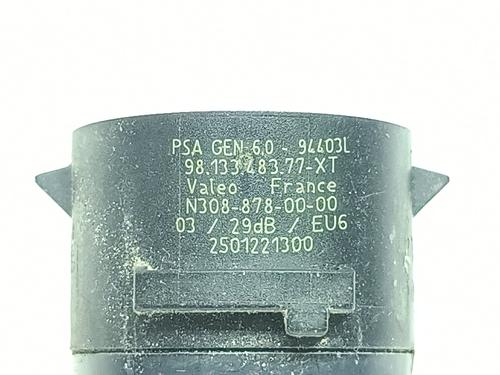 PSA GEN 6.0 - 94403L
98.133.483.77-XT
Valeo France
N308-878-00-00
03 / 29dB / EU6
2501221300